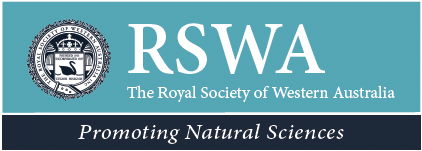 RSWA
The Royal Society of Western Australia
Promoting Natural Sciences